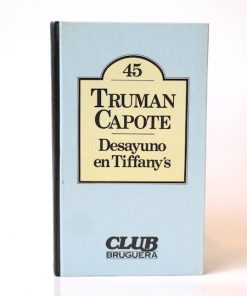 45
TRUMAN
CAPOTE
Desayuno
en Tiffany's
CLUB
BRUGUERA